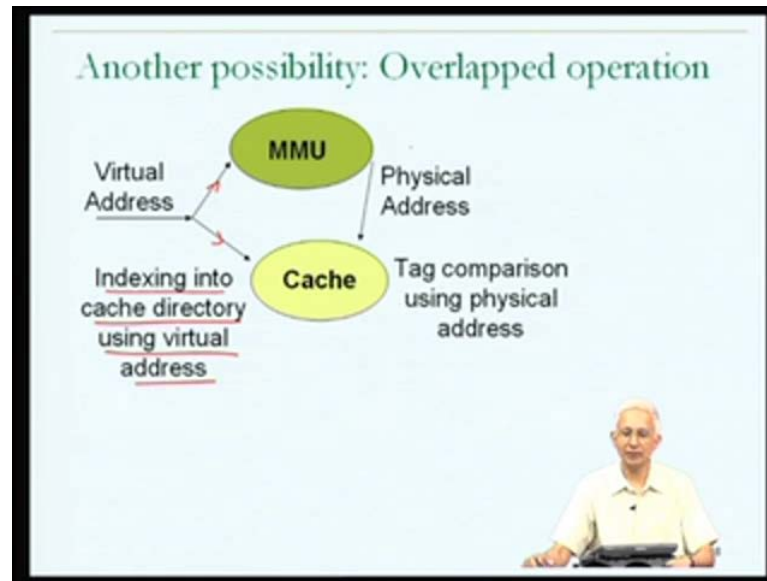 Another possibility: Overlapped operation
MMU
Virtual
Address
Physical
Address
Indexing into
cache directory
using virtual
address
Cache
Tag comparison
using physical
address